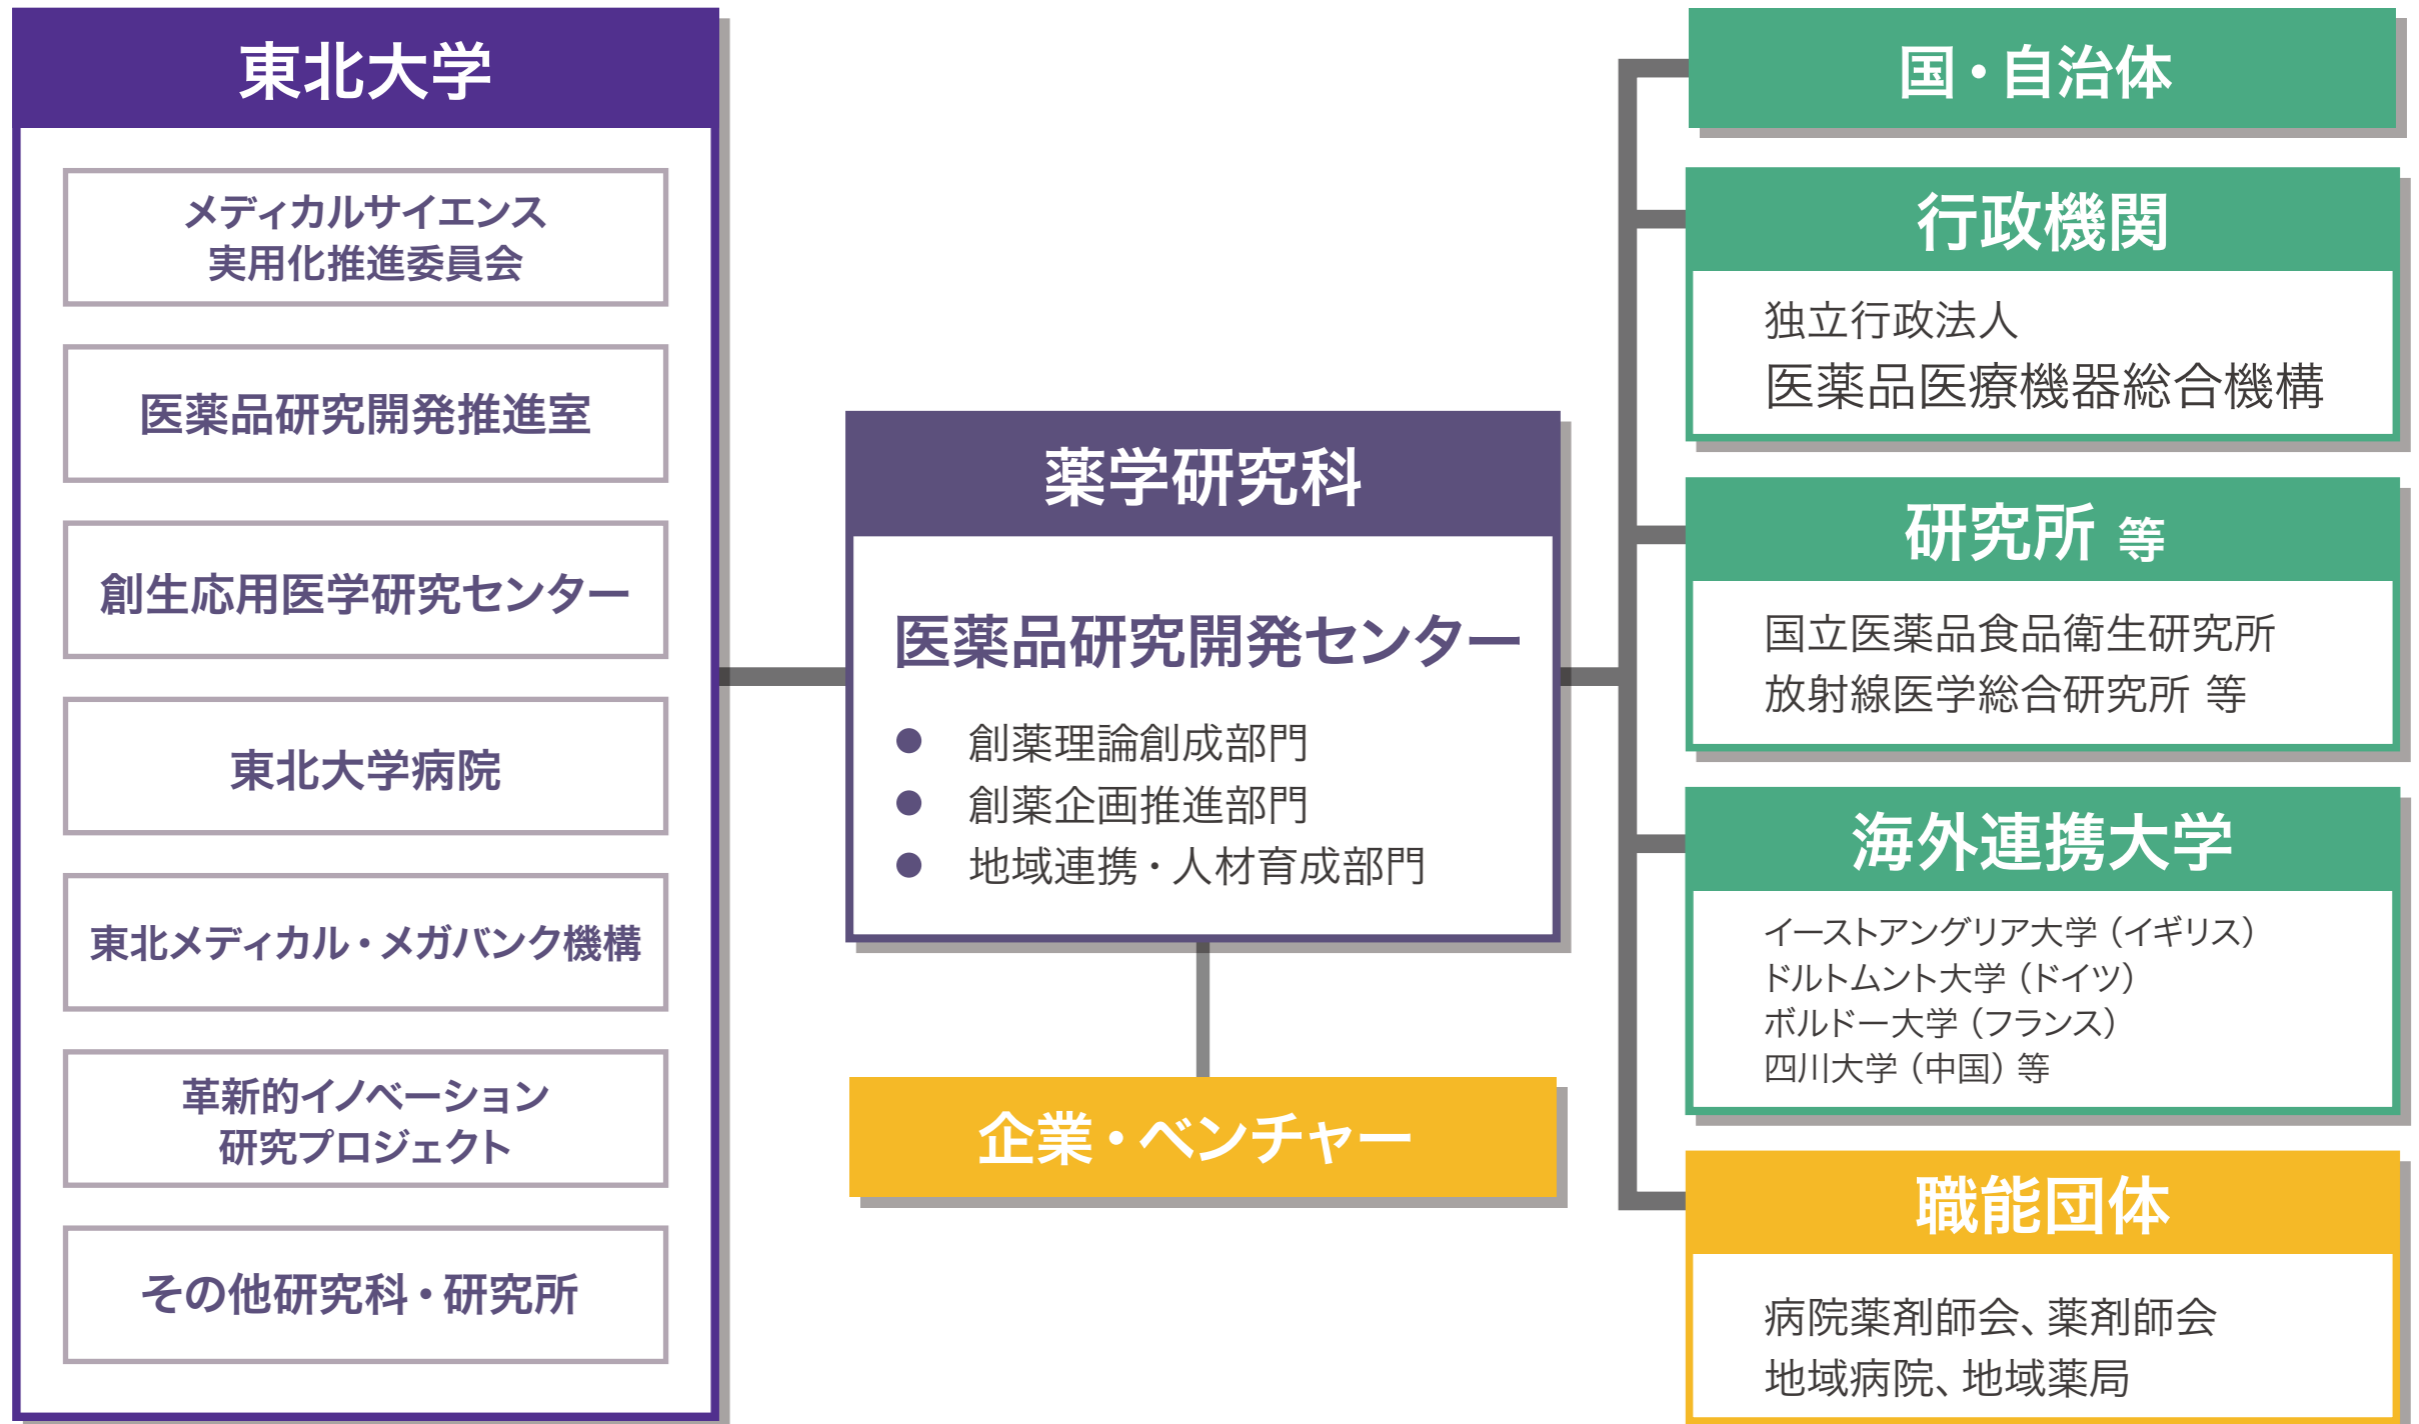 東北大学
メディカルサイエンス
実用化推進委員会
医薬品研究開発推進室
創生応用医学研究センター
東北大学病院
東北メディカル・メガバンク機構
革新的イノベーション
研究プロジェクト
その他研究科・研究所
薬学研究科
医薬品研究開発センター
● 創薬理論創成部門
● 創薬企画推進部門
● 地域連携・人材育成部門
企業・ベンチャー
国・自治体
行政機関
独立行政法人
医薬品医療機器総合機構
研究所 等
国立医薬品食品衛生研究所
放射線医学総合研究所 等
海外連携大学
イーストアングリア大学（イギリス）
ドルトムント大学（ドイツ）
ボルドー大学（フランス）
四川大学（中国）等
職能団体
病院薬剤師会、薬剤師会
地域病院、地域薬局